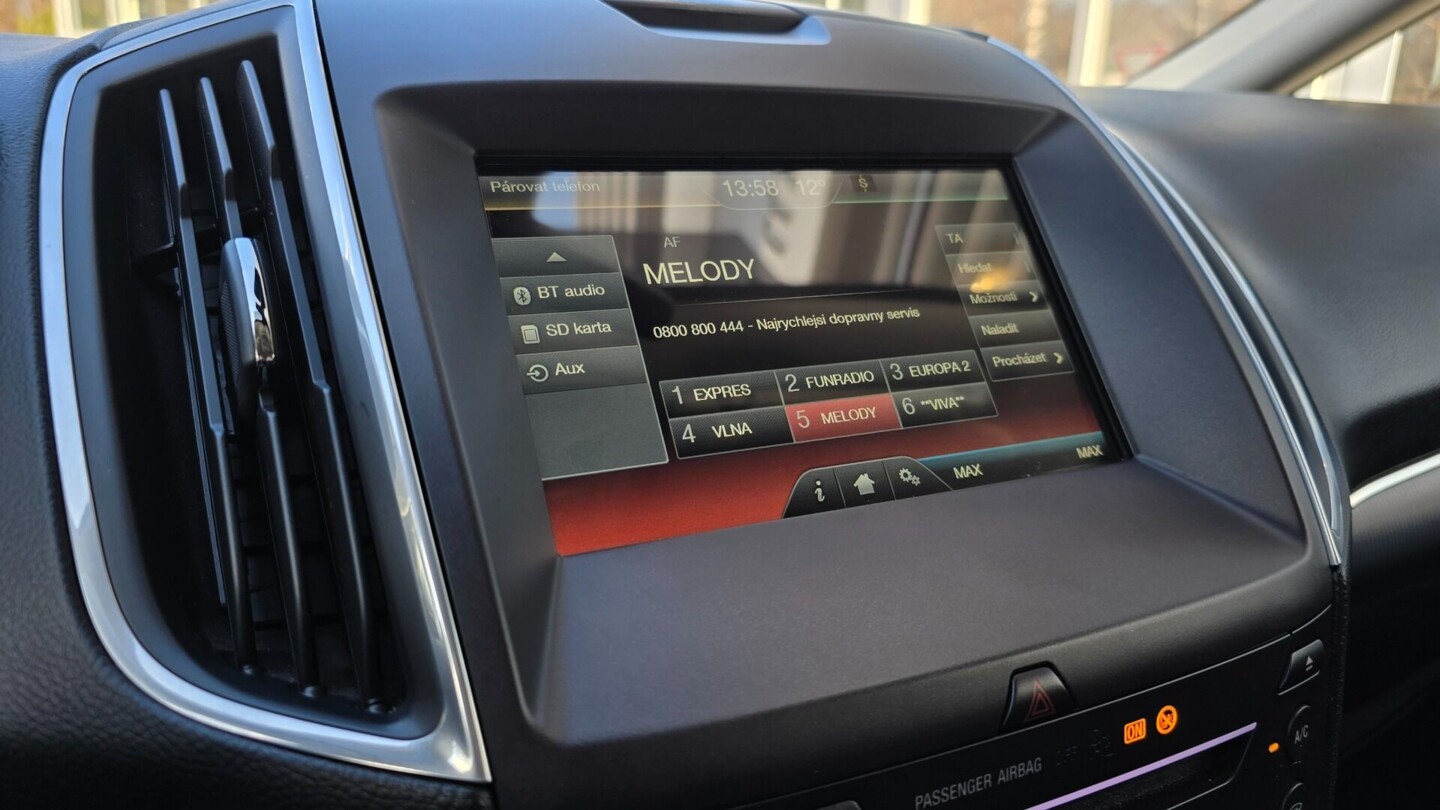 Párovat telefon
13:58 12°
AF
MELODY
0800 800 444 - Najrychlejsi dopravny servis
BT audio
SD karta
Aux
TA
Hledat
Možnosti
Naladit
Procházet
1 EXPRES
2 FUNRADIO
3 EUROPA 2
4 VLNA
5 MELODY
6 **VIVA**
i
MAX
MAX
PASSENGER AIRBAG
ON
A/C